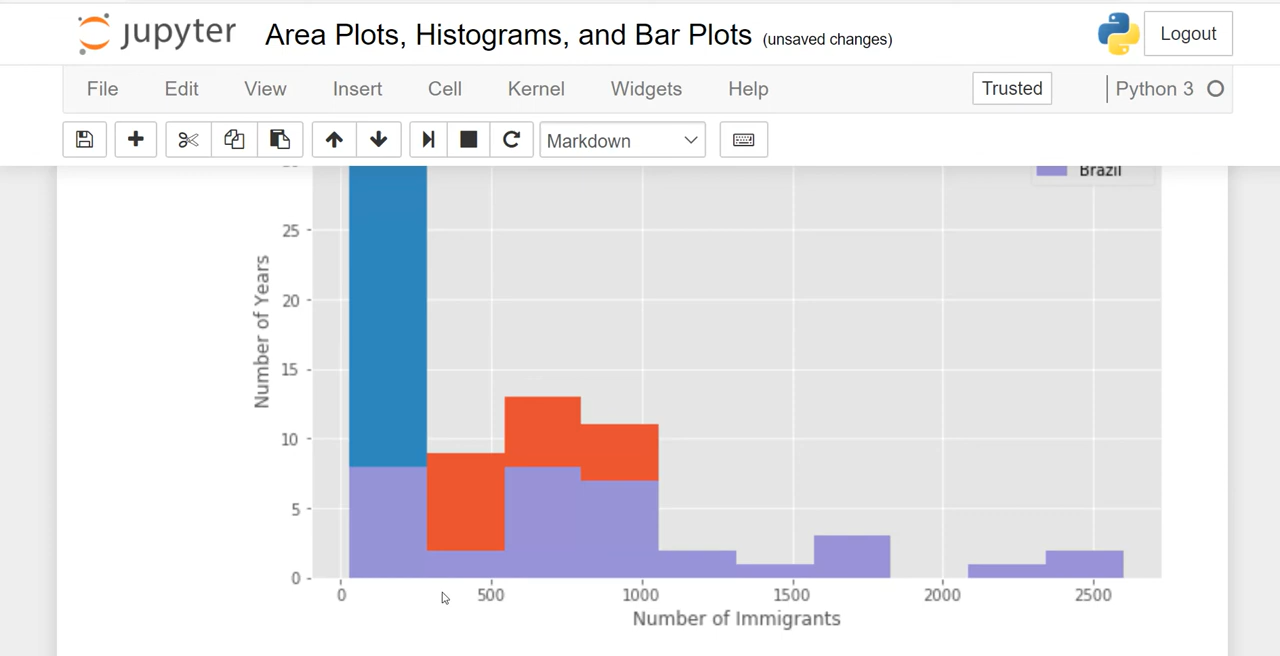 jupyter Area Plots, Histograms, and Bar Plots (unsaved changes) Logout
File Edit View Insert Cell Kernel Widgets Help Trusted Python 3
Markdown
Brazil
25
20
15
10
5
0
Number of Years
0 500 1000 1500 2000 2500
Number of Immigrants